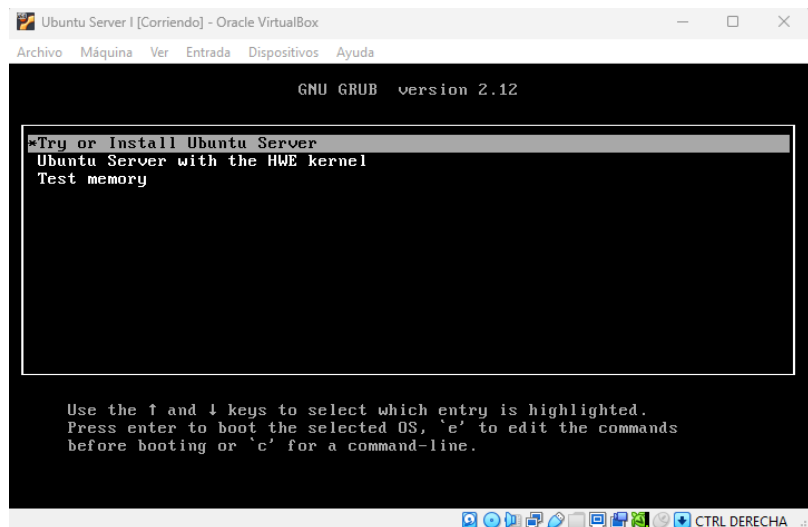 Ubuntu Server I [Corriendo] - Oracle VirtualBox
Archivo Máquina Ver Entrada Dispositivos Ayuda
GNU GRUB version 2.12
*Try or Install Ubuntu Server
Ubuntu Server with the HWE kernel
Test memory
Use the ↑ and ↓ keys to select which entry is highlighted.
Press enter to boot the selected OS, `e' to edit the commands
before booting or `c' for a command-line.
CTRL DERECHA